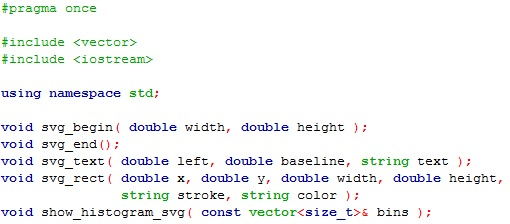 #pragma once
#include <vector>
#include <iostream>
using namespace std;
void svg_begin( double width, double height );
void svg_end();
void svg_text( double left, double baseline, string text );
void svg_rect( double x, double y, double width, double height,
string stroke, string color );
void show_histogram_svg( const vector<size_t>& bins );